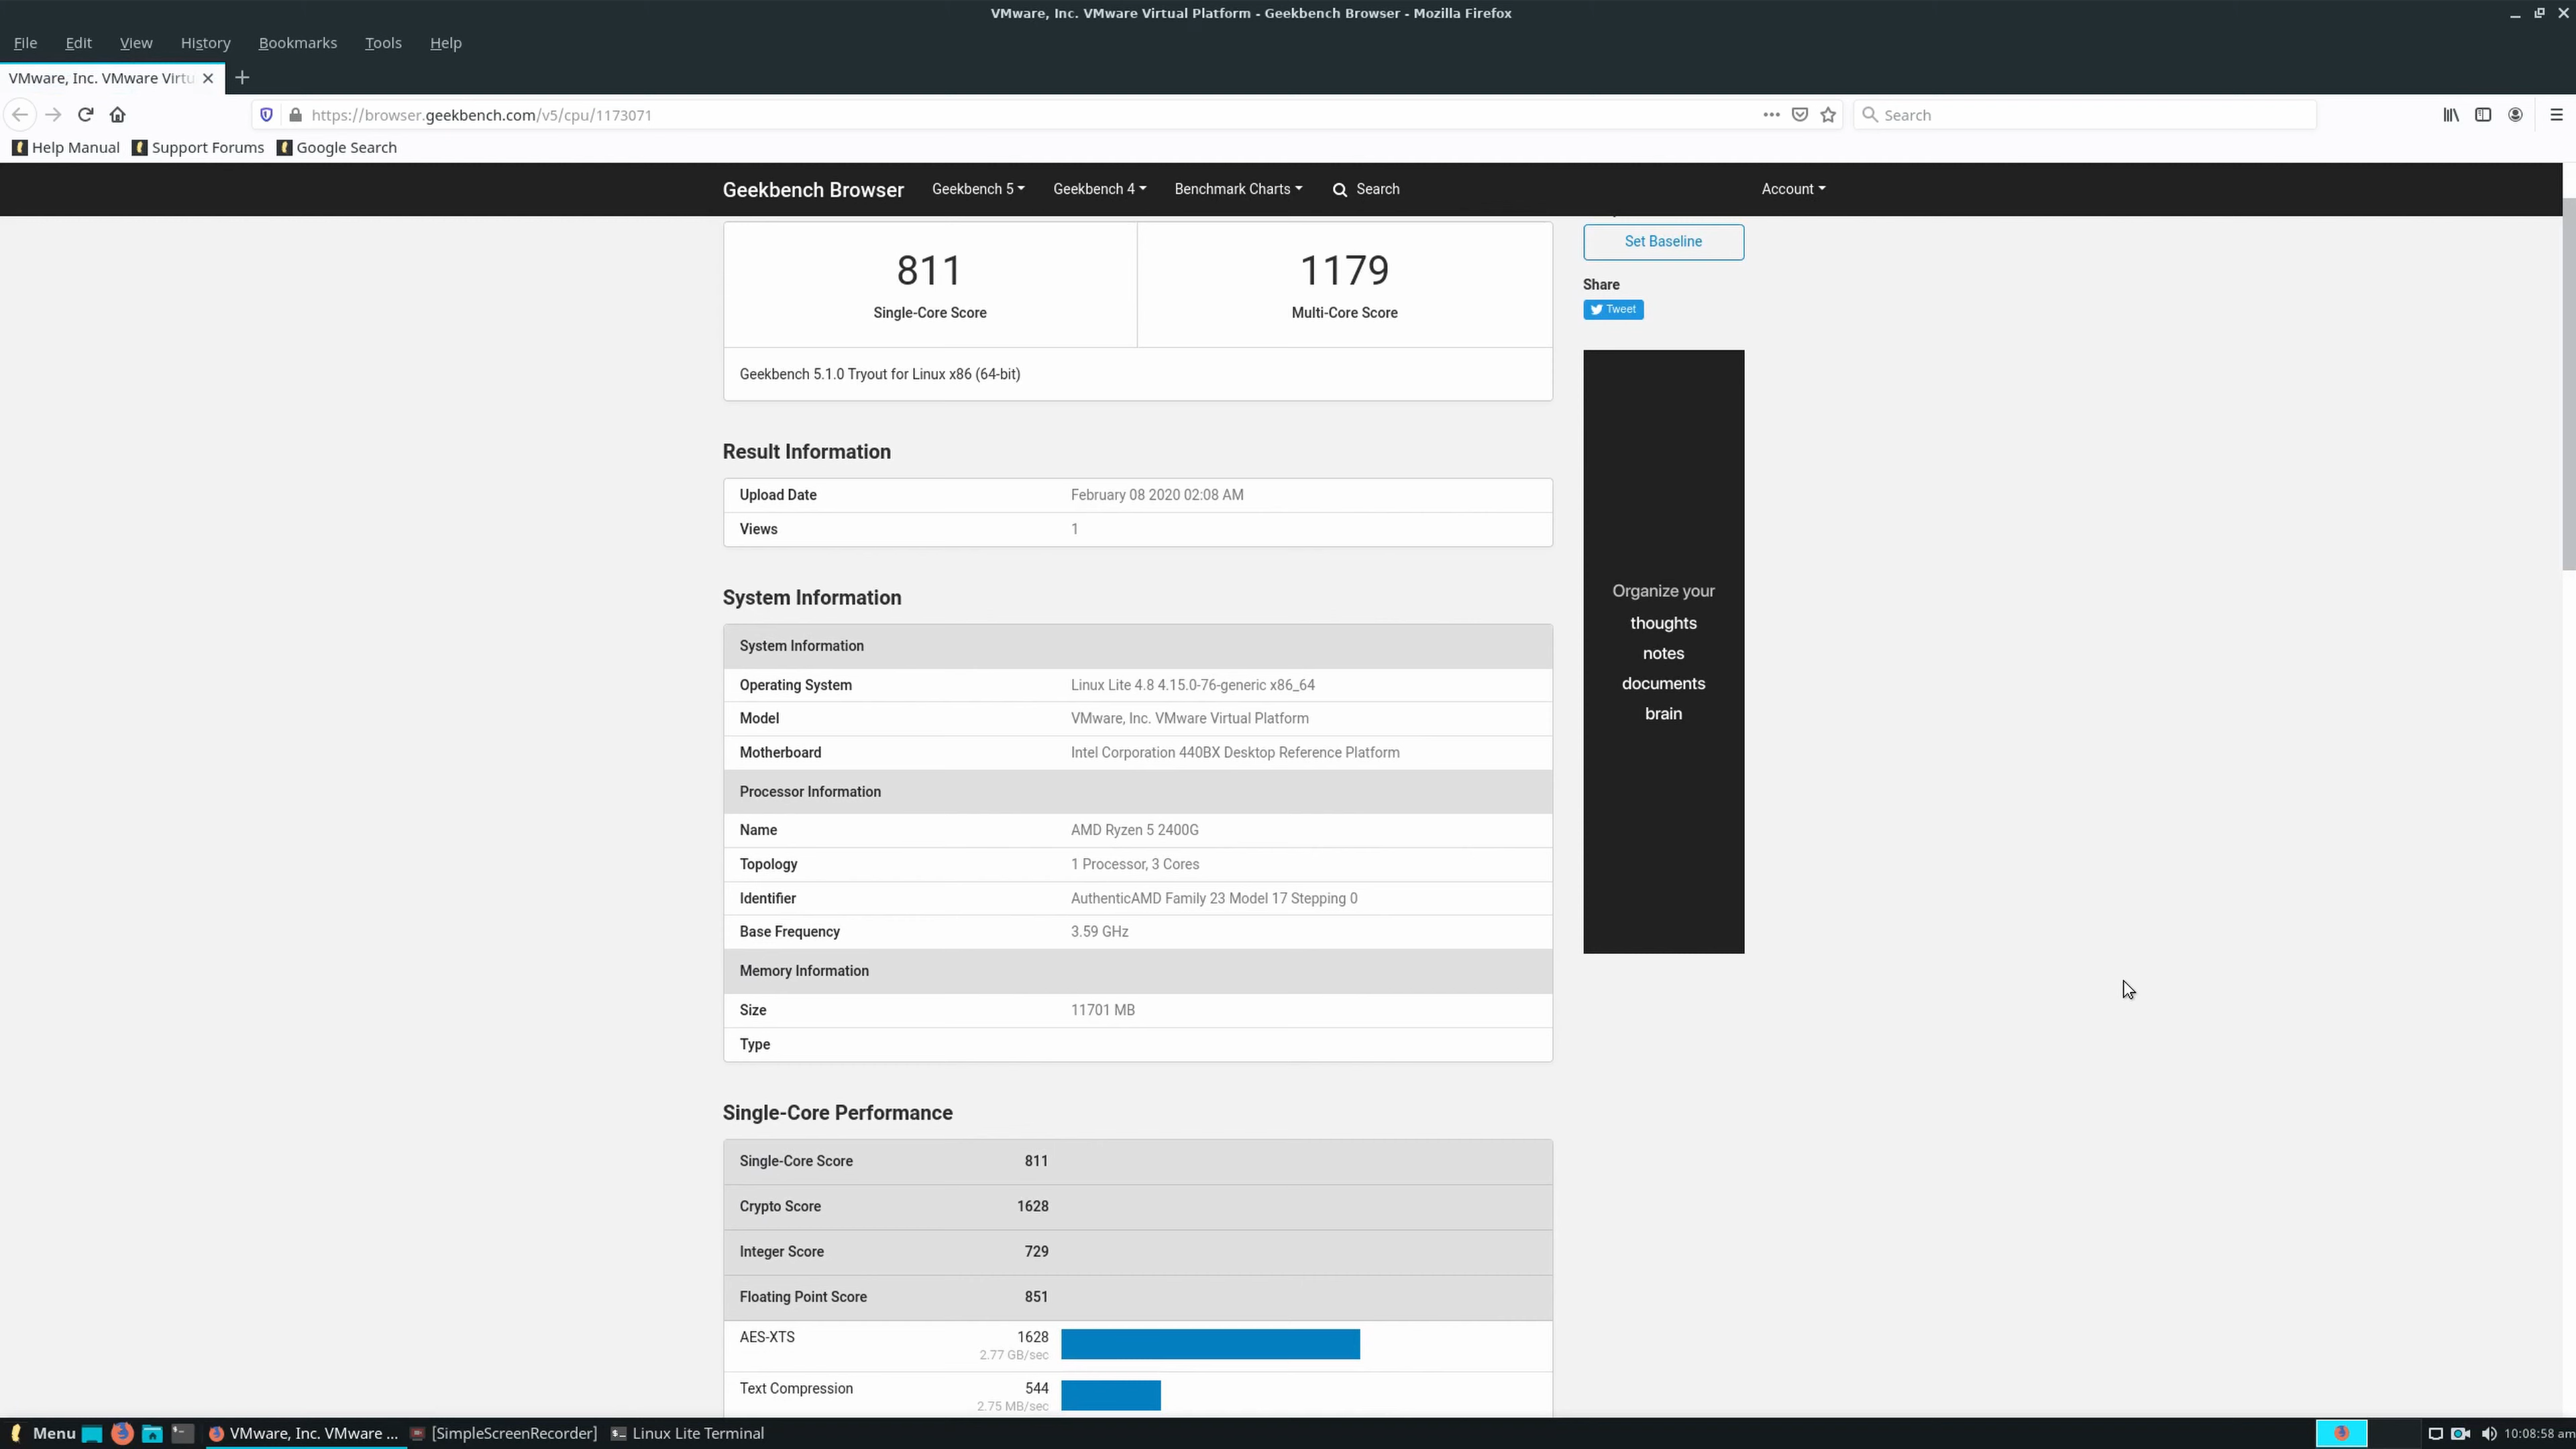 VMware, Inc. VMware Virtual Platform - Geekbench Browser - Mozilla Firefox
File Edit View History Bookmarks Tools Help
VMware, Inc. VMware Virtu
https://browser.geekbench.com/v5/cpu/1173071
Search
Help Manual Support Forums Google Search
Geekbench Browser Geekbench 5 Geekbench 4 Benchmark Charts Search Account
811 1179
Single-Core Score Multi-Core Score
Geekbench 5.1.0 Tryout for Linux x86 (64-bit)
Set Baseline
Share
Tweet
Organize your
thoughts
notes
documents
brain
Result Information
Upload Date February 08 2020 02:08 AM
Views 1
System Information
System Information
Operating System Linux Lite 4.8 4.15.0-76-generic x86_64
Model VMware, Inc. VMware Virtual Platform
Motherboard Intel Corporation 440BX Desktop Reference Platform
Processor Information
Name AMD Ryzen 5 2400G
Topology 1 Processor, 3 Cores
Identifier AuthenticAMD Family 23 Model 17 Stepping 0
Base Frequency 3.59 GHz
Memory Information
Size 11701 MB
Type
Single-Core Performance
Single-Core Score 811
Crypto Score 1628
Integer Score 729
Floating Point Score 851
AES-XTS 1628
2.77 GB/sec
Text Compression 544
2.75 MB/sec
Menu VMware, Inc. VMware ... [SimpleScreenRecorder] Linux Lite Terminal 10:08:58 am